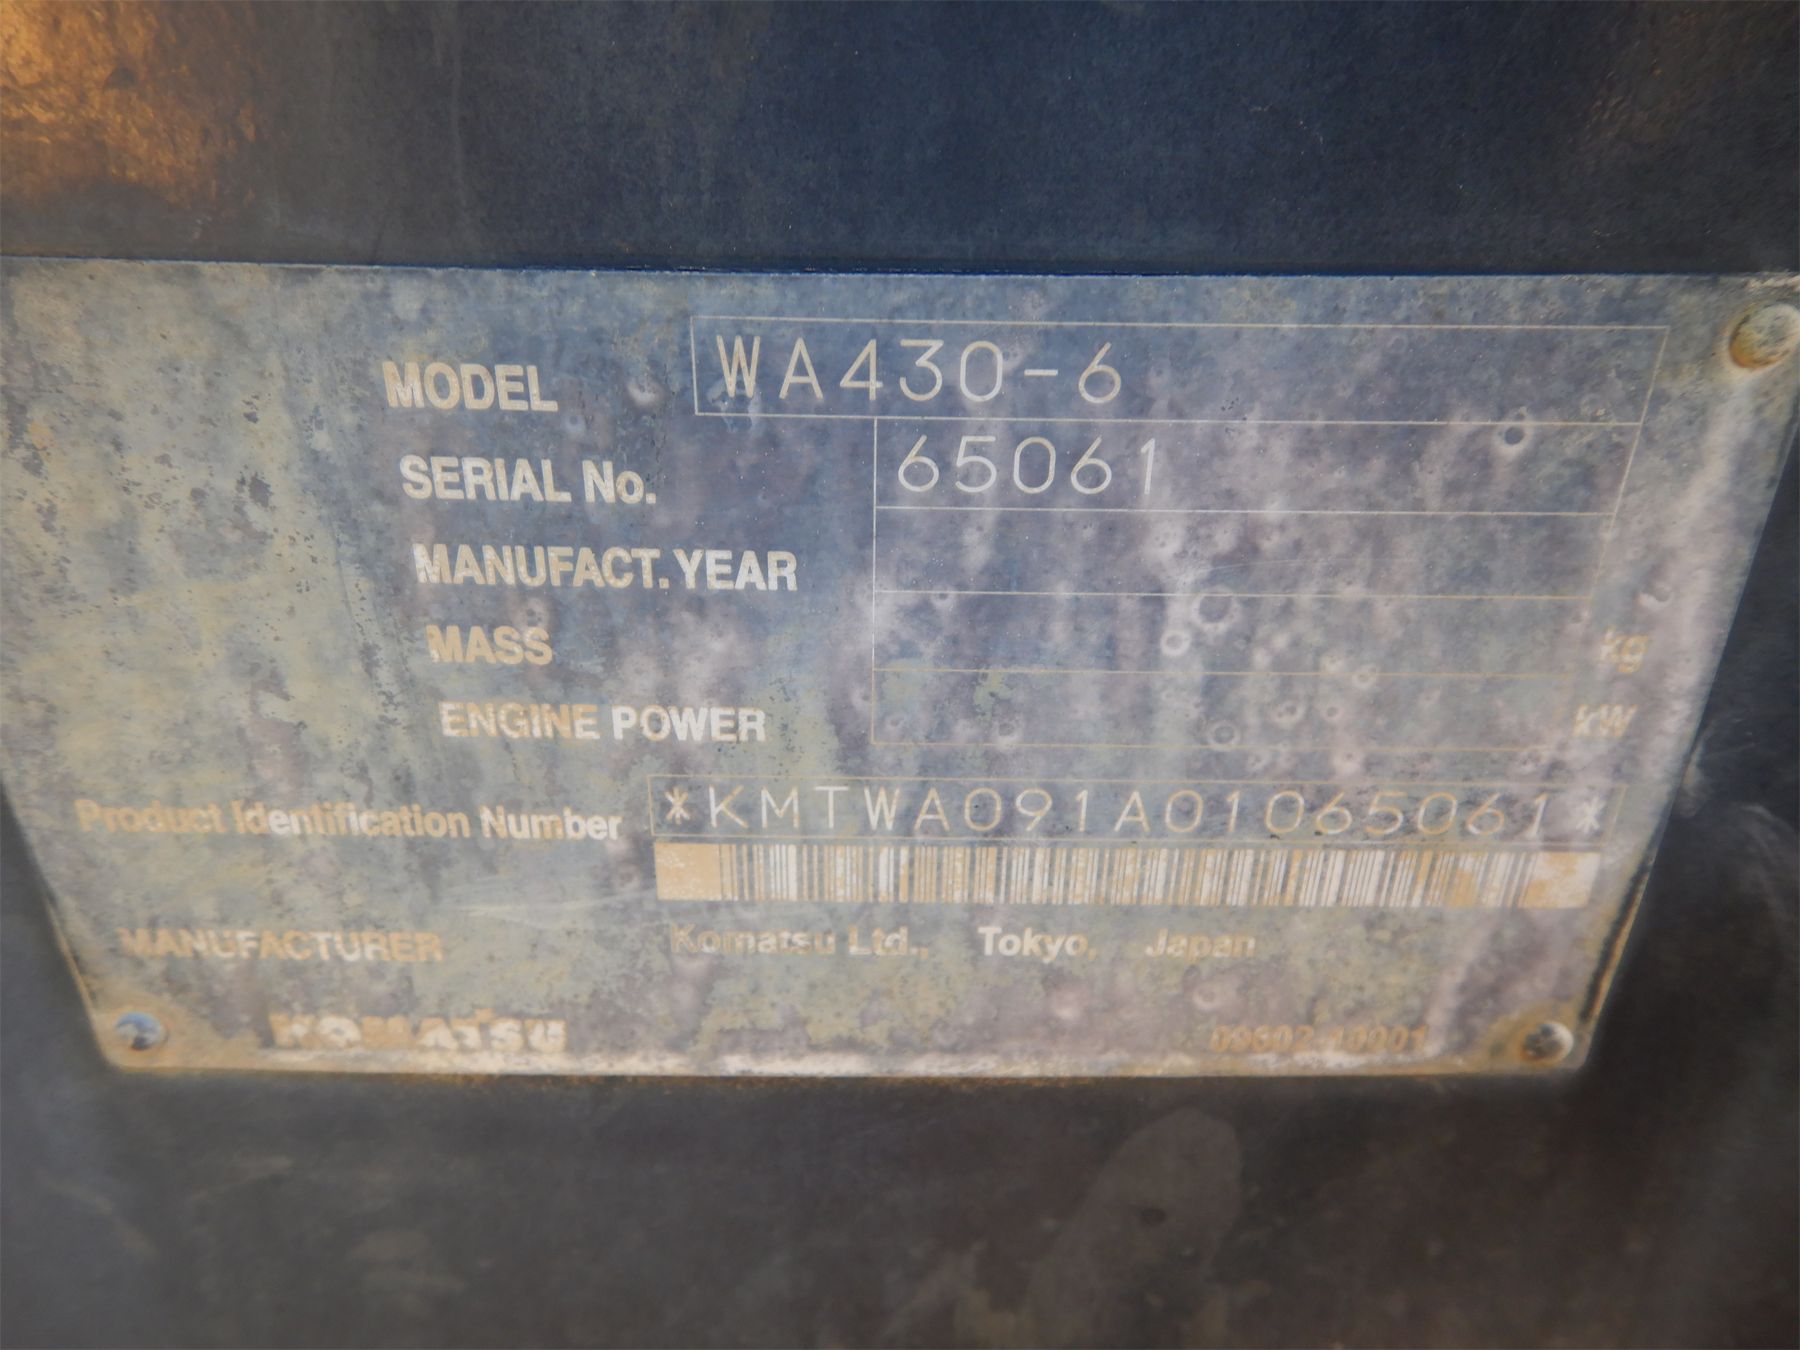 MODEL WA430-6
SERIAL No. 65061
MANUFACT. YEAR
MASS kg
ENGINE POWER kW
Product Identification Number *KMTWA091A01065061*
MANUFACTURER Komatsu Ltd., Tokyo, Japan
KOMATSU